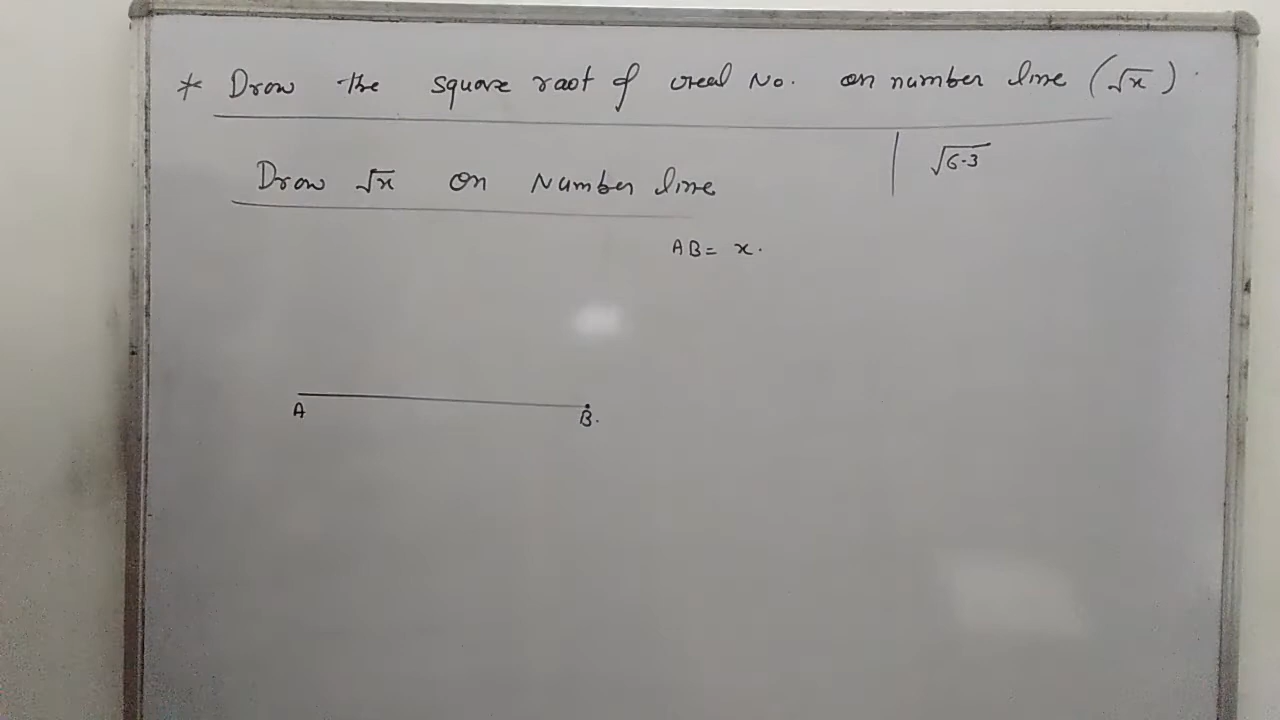 * Draw the square root of real No. on number line (√x).
√6.3
Draw √x on Number line
AB = x.
A
B.